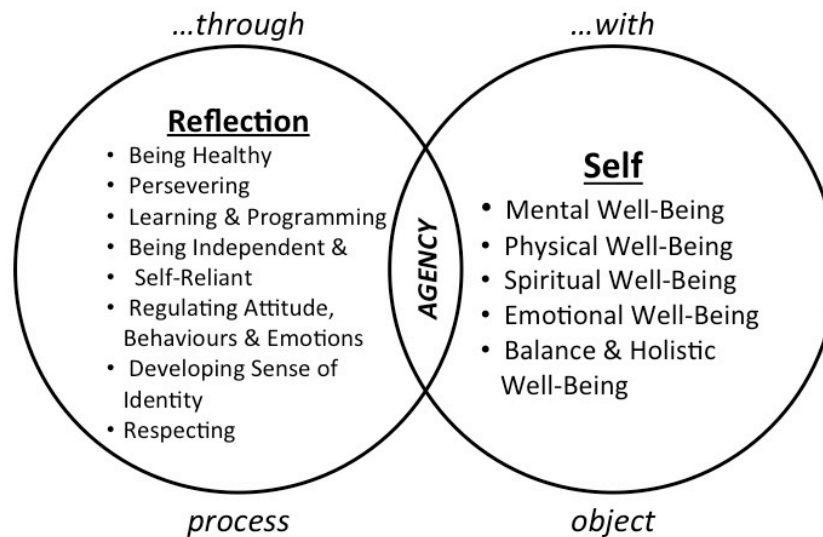 ...through
...with
Reflection
• Being Healthy
• Persevering
• Learning & Programming
• Being Independent &
• Self-Reliant
• Regulating Attitude,
Behaviours & Emotions
• Developing Sense of
Identity
• Respecting
AGENCY
Self
• Mental Well-Being
• Physical Well-Being
• Spiritual Well-Being
• Emotional Well-Being
• Balance & Holistic
Well-Being
process
object